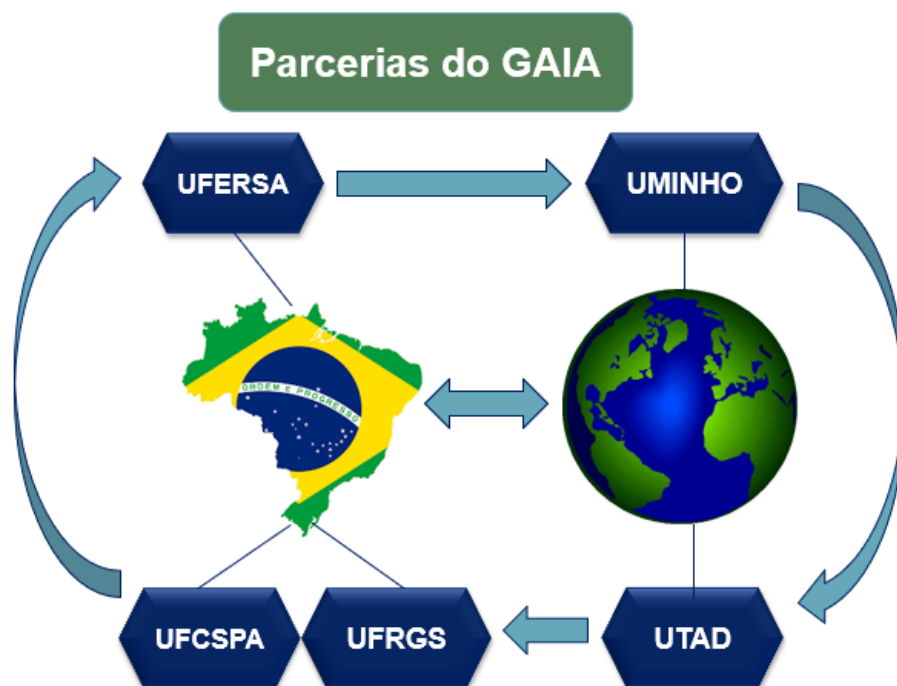 Parcerias do GAIA
UFERSA
UMINHO
ORDEM E PROGRESSO
UFCSPA
UFRGS
UTAD